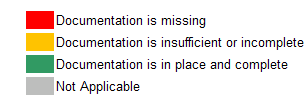 Documentation is missing
Documentation is insufficient or incomplete
Documentation is in place and complete
Not Applicable